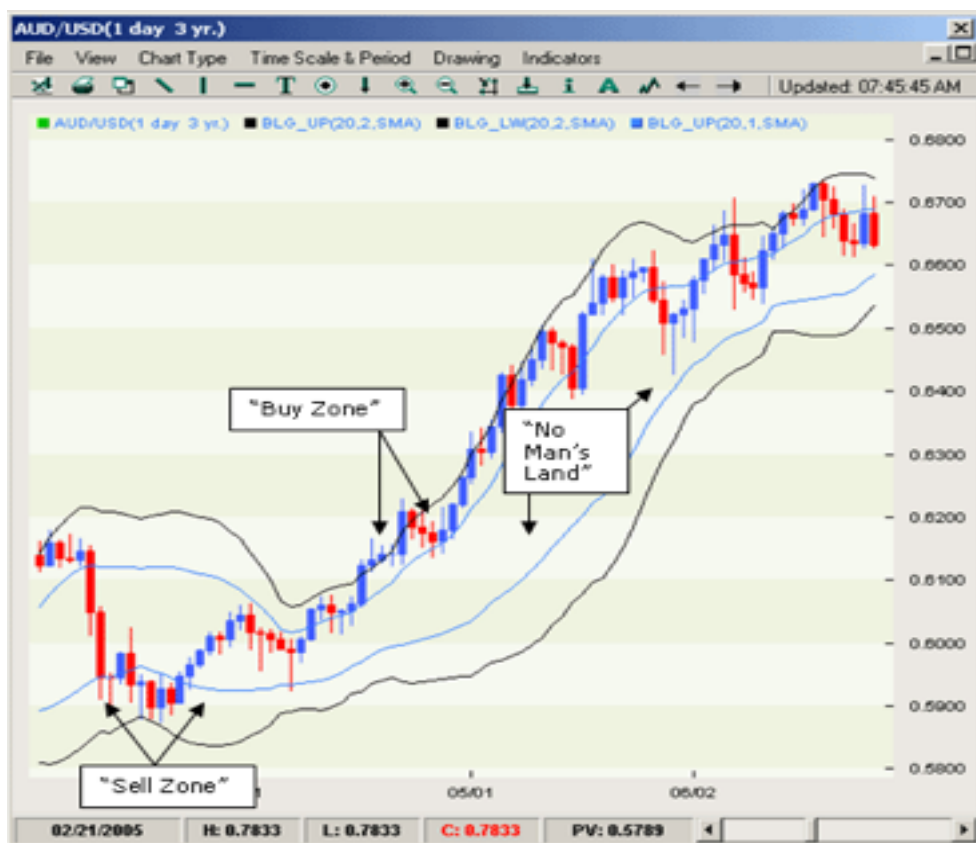 AUD/USD(1 day 3 yr.)
File View Chart Type Time Scale & Period Drawing Indicators
T A Updated: 07:45:45 AM
AUD/USD(1 day 3 yr.) BLG_UP(20,2,SMA) BLG_LW(20,2,SMA) BLG_UP(20,1,SMA)
0.6800
0.6700
0.6600
0.6500
0.6400
"Buy Zone"
"No
Man's
Land"
0.6300
0.6200
0.6100
0.6000
0.5900
"Sell Zone"
0.5800
05/01 06/02
02/21/2005 H: 0.7833 L: 0.7833 C: 0.7833 PV: 0.5789